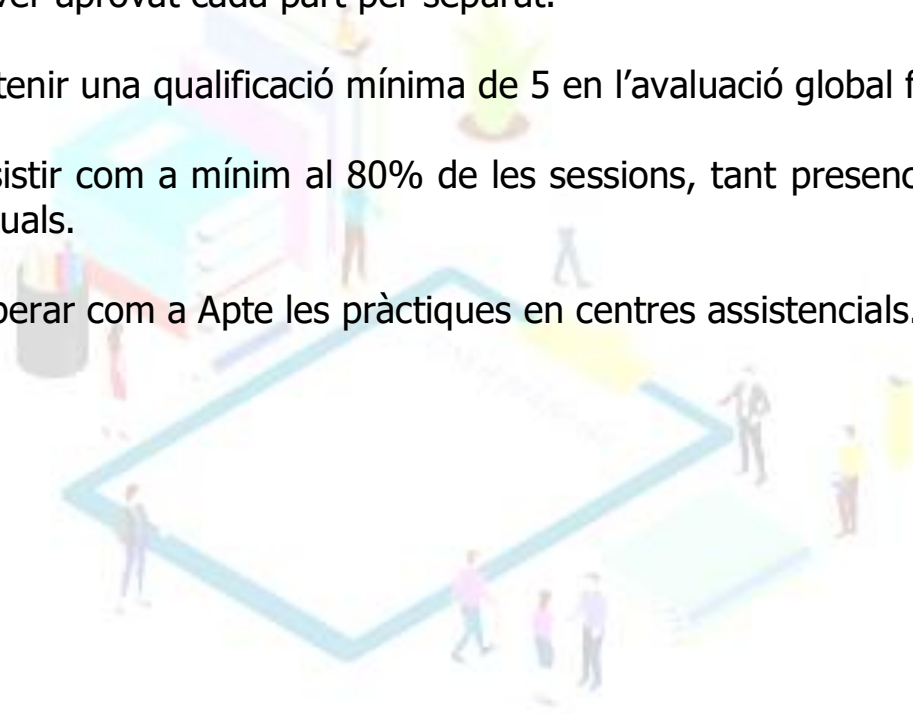 ver aprovat cada part per separat.
tenir una qualificació mínima de 5 en l’avaluació global f
sistir com a mínim al 80% de les sessions, tant presenc
uals.
perar com a Apte les pràctiques en centres assistencials.